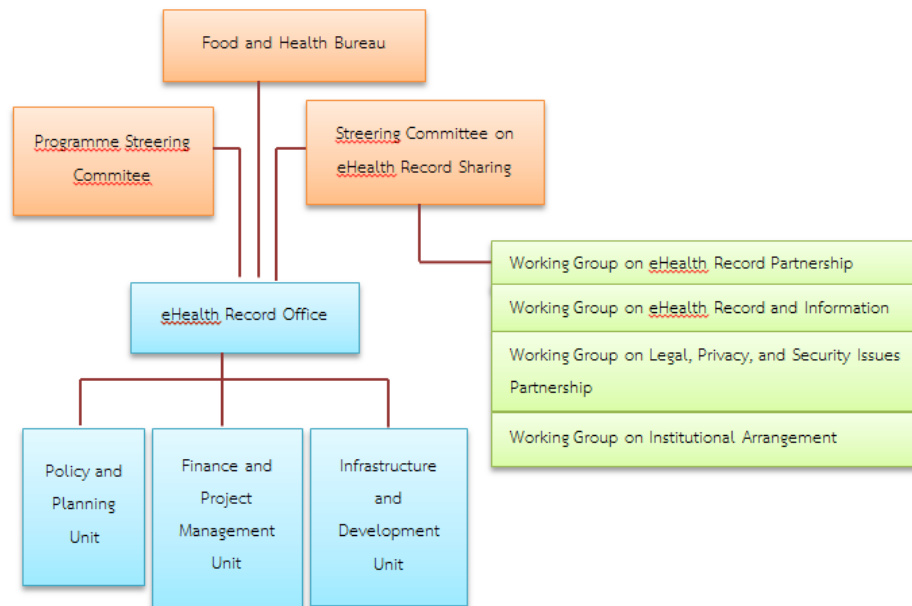 Food and Health Bureau
Programme Streering
Commitee
Streering Committee on
eHealth Record Sharing
Working Group on eHealth Record Partnership
Working Group on eHealth Record and Information
Working Group on Legal, Privacy, and Security Issues
Partnership
Working Group on Institutional Arrangement
eHealth Record Office
Policy and
Planning
Unit
Finance and
Project
Management
Unit
Infrastructure
and
Development
Unit